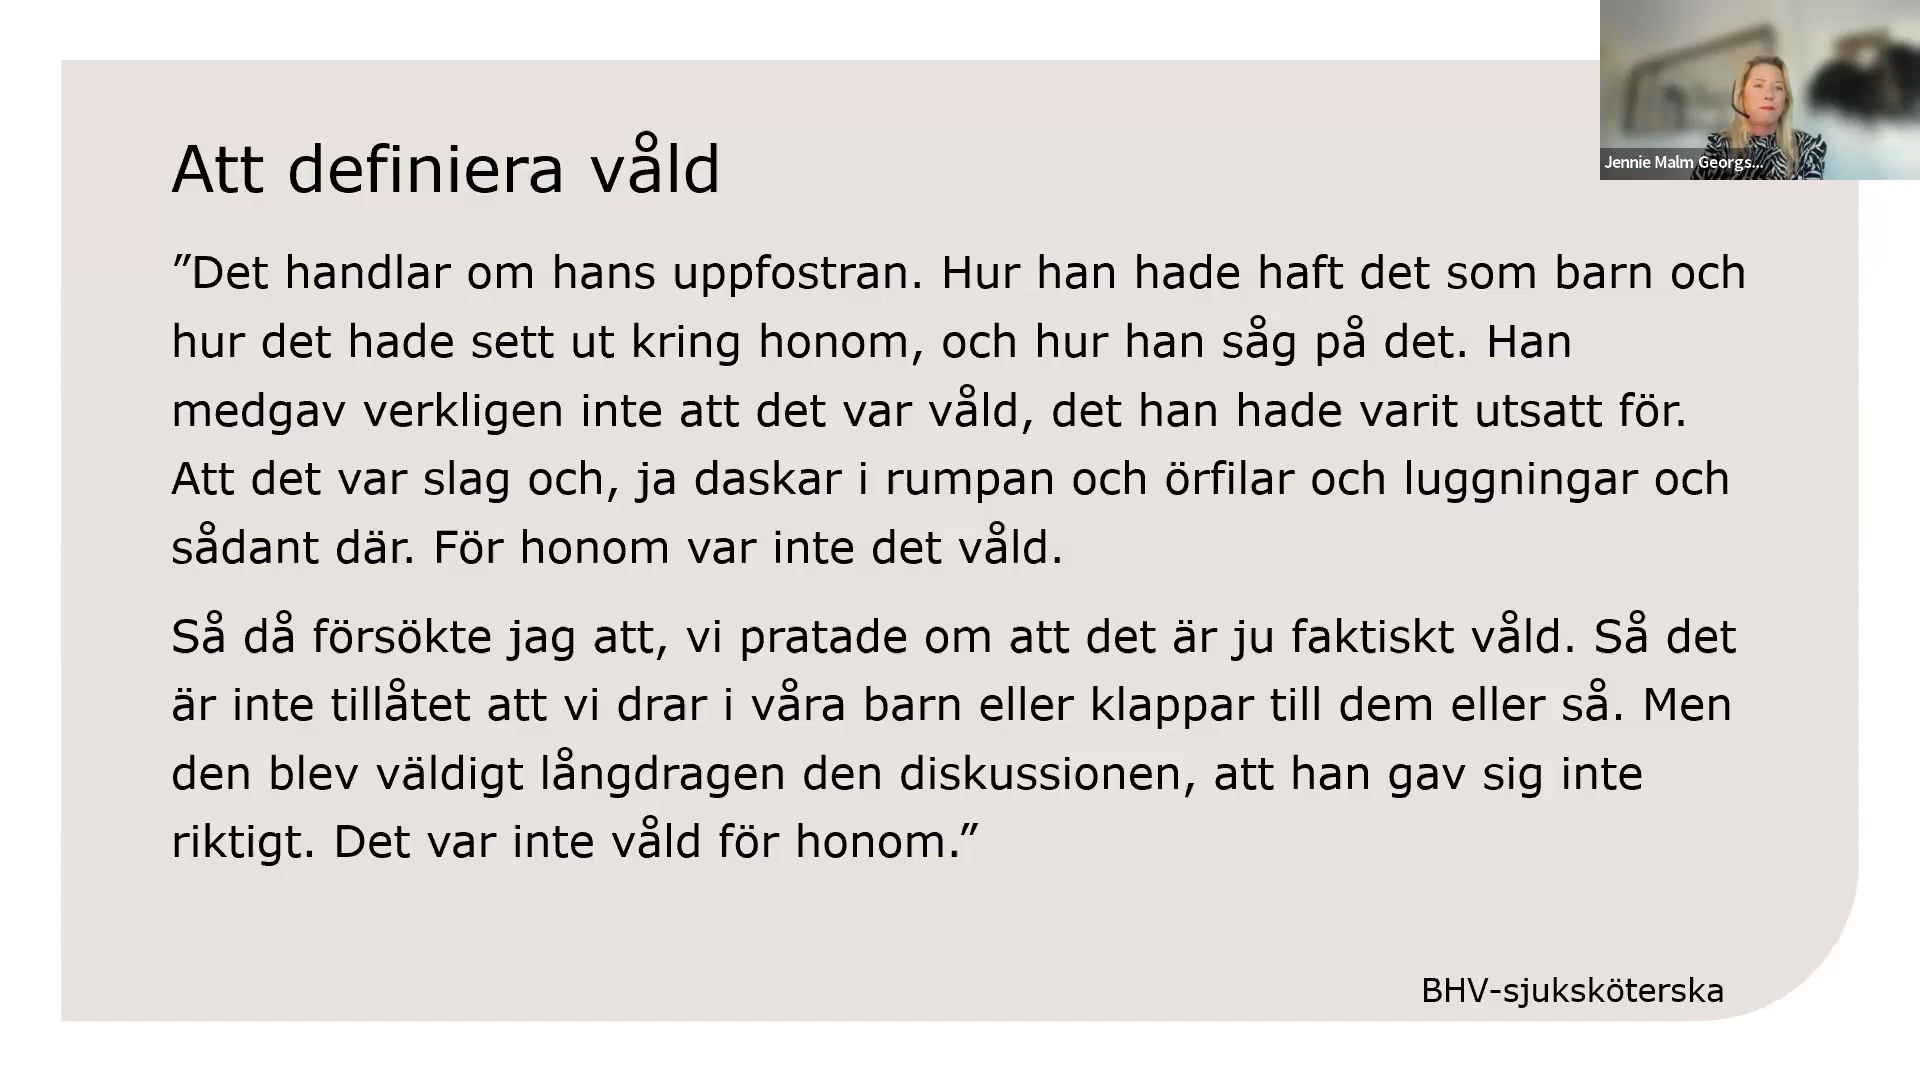 Jennie Malm Georgs...
Att definiera våld
”Det handlar om hans uppfostran. Hur han hade haft det som barn och
hur det hade sett ut kring honom, och hur han såg på det. Han
medgav verkligen inte att det var våld, det han hade varit utsatt för.
Att det var slag och, ja daskar i rumpan och örfilar och luggningar och
sådant där. För honom var inte det våld.
Så då försökte jag att, vi pratade om att det är ju faktiskt våld. Så det
är inte tillåtet att vi drar i våra barn eller klappar till dem eller så. Men
den blev väldigt långdragen den diskussionen, att han gav sig inte
riktigt. Det var inte våld för honom.”
BHV-sjuksköterska